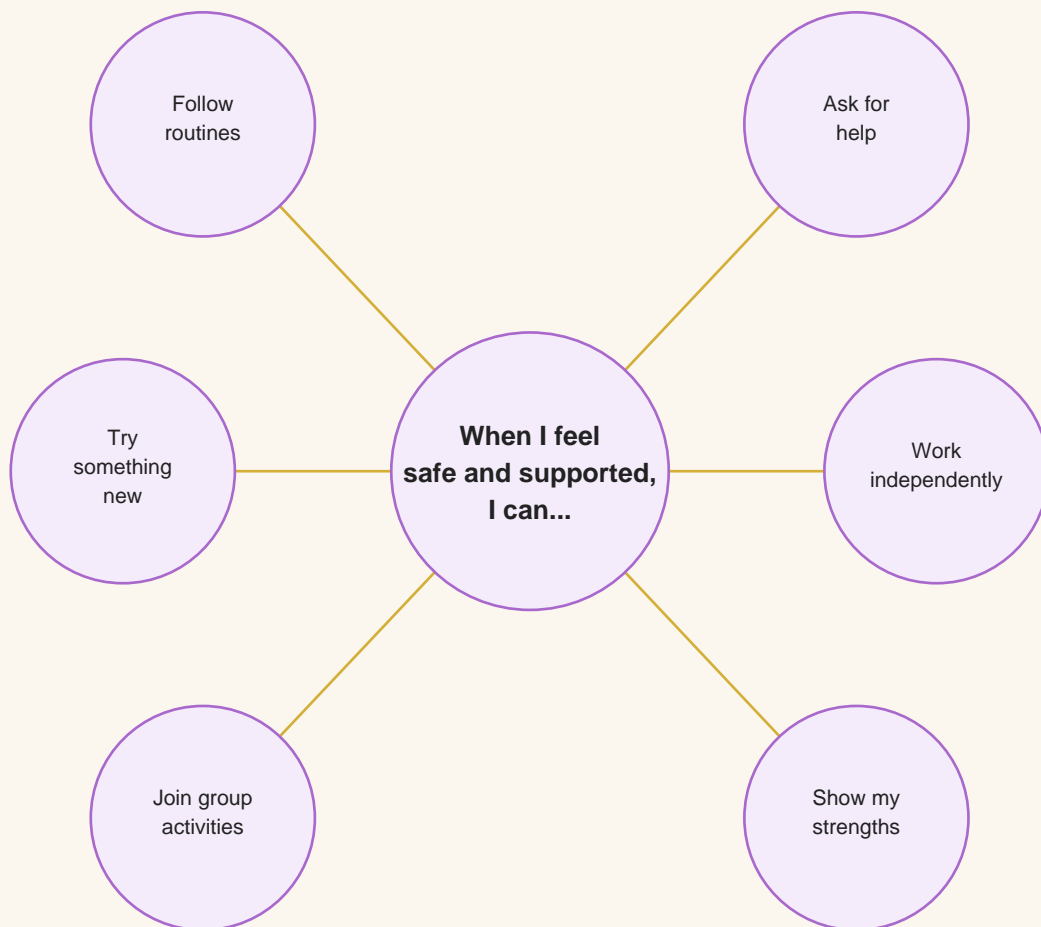 Follow
routines
Ask for
help
Try
something
new
When I feel
safe and supported,
I can...
Work
independently
Join group
activities
Show my
strengths